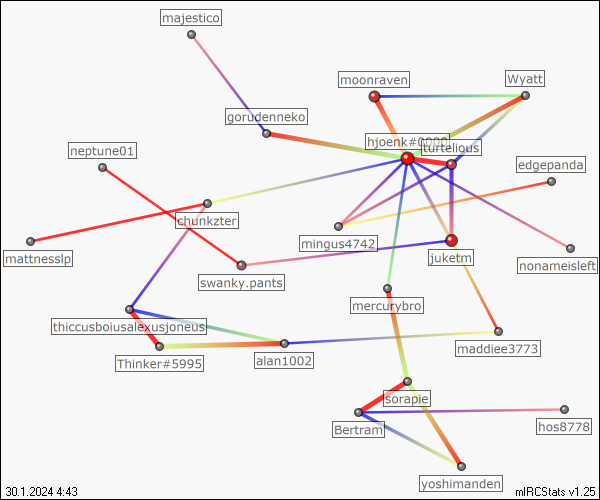 majestico
moonraven
Wyatt
gorudenneko
hjoenk#0000
turtelious
neptune01
edgepanda
chunkzter
mingus4742
mattnesslp
juketm
nonameisleft
swanky.pants
mercurybro
thiccusboiusalexusjoneus
maddiee3773
alan1002
Thinker#5995
sorapie
Bertram
hos8778
yoshimanden
30.1.2024 4:43
mIRCStats v1.25